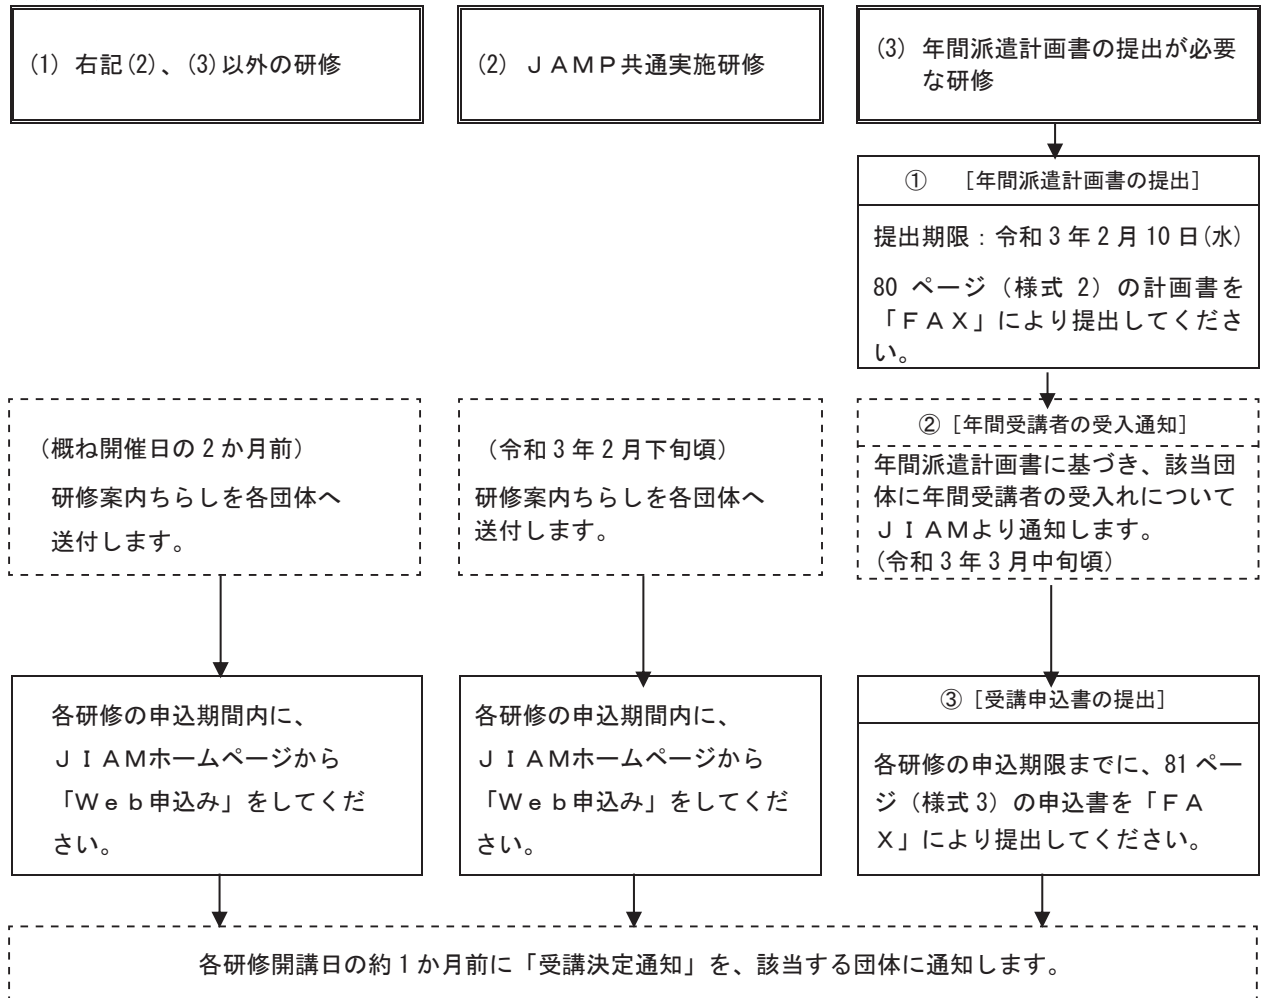 (1) 右記(2)、(3)以外の研修
(2) ＪＡＭＰ共通実施研修
(3) 年間派遣計画書の提出が必要
な研修
① ［年間派遣計画書の提出］
提出期限：令和３年２月 10 日(水)
80 ページ（様式 2）の計画書を
「ＦＡＸ」により提出してくださ
い。
（概ね開催日の２か月前）
研修案内ちらしを各団体へ
送付します。
（令和３年２月下旬頃）
研修案内ちらしを各団体へ
送付します。
② ［年間受講者の受入通知］
年間派遣計画書に基づき、該当団
体に年間受講者の受入れについて
ＪＩＡＭより通知します。
（令和３年３月中旬頃）
各研修の申込期間内に、
ＪＩＡＭホームページから
「Ｗｅｂ申込み」をしてくだ
さい。
各研修の申込期間内に、
ＪＩＡＭホームページから
「Ｗｅｂ申込み」をしてくだ
さい。
③ ［受講申込書の提出］
各研修の申込期限までに、81 ペー
ジ（様式３）の申込書を「ＦＡ
Ｘ」により提出してください。
各研修開講日の約１か月前に「受講決定通知」を、該当する団体に通知します。